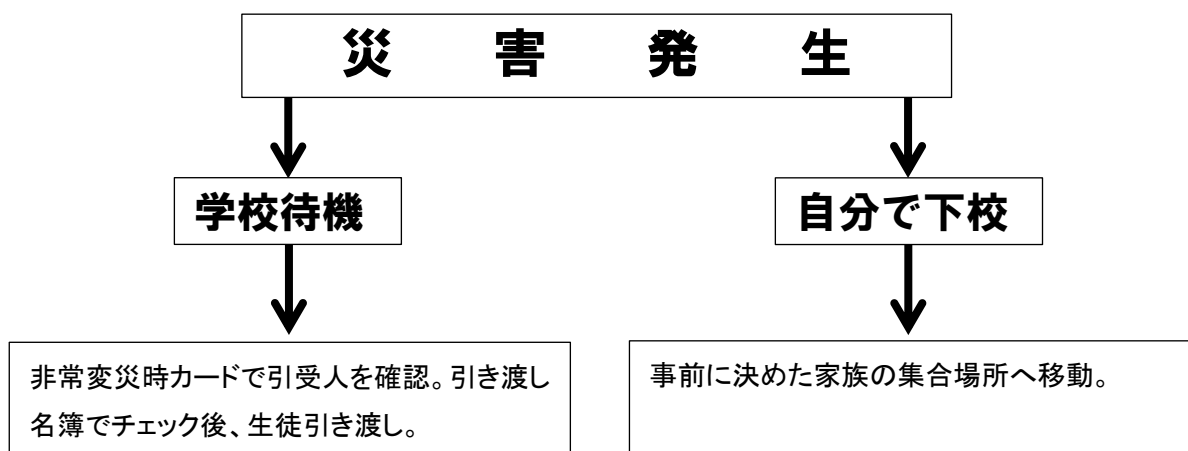 災害発生
学校待機
自分で下校
非常変災時カードで引受人を確認。引き渡し
名簿でチェック後、生徒引き渡し。
事前に決めた家族の集合場所へ移動。